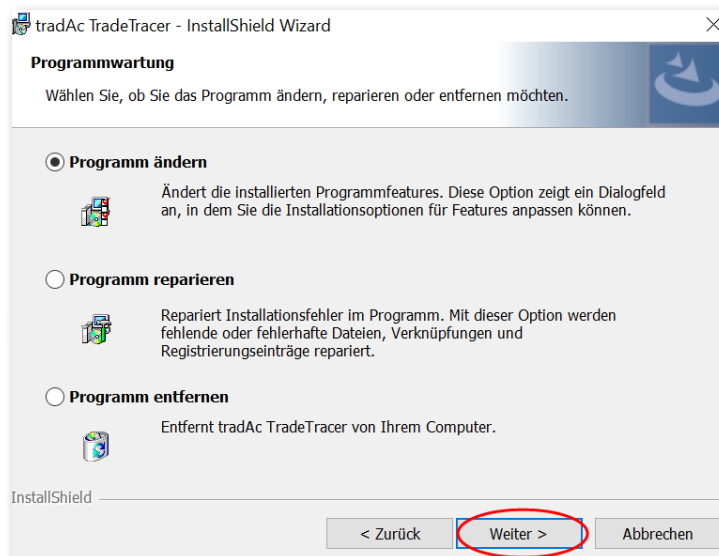 tradAc TradeTracer - InstallShield Wizard
Programmwartung
Wählen Sie, ob Sie das Programm ändern, reparieren oder entfernen möchten.
Programm ändern
Ändert die installierten Programmfeatures. Diese Option zeigt ein Dialogfeld
an, in dem Sie die Installationsoptionen für Features anpassen können.
Programm reparieren
Repariert Installationsfehler im Programm. Mit dieser Option werden
fehlende oder fehlerhafte Dateien, Verknüpfungen und
Registrierungseinträge repariert.
Programm entfernen
Entfernt tradAc TradeTracer von Ihrem Computer.
InstallShield
< Zurück Weiter > Abbrechen